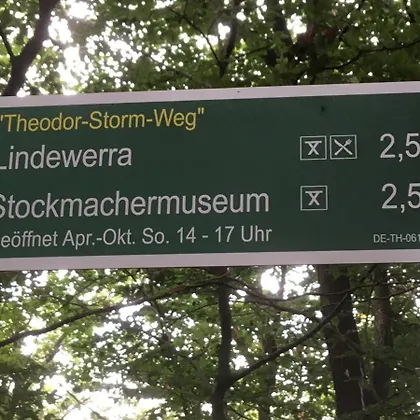 "Theodor-Storm-Weg"
Lindewerra 2,5
Stockmachermuseum 2,5
eöffnet Apr.-Okt. So. 14 - 17 Uhr DE-TH-061